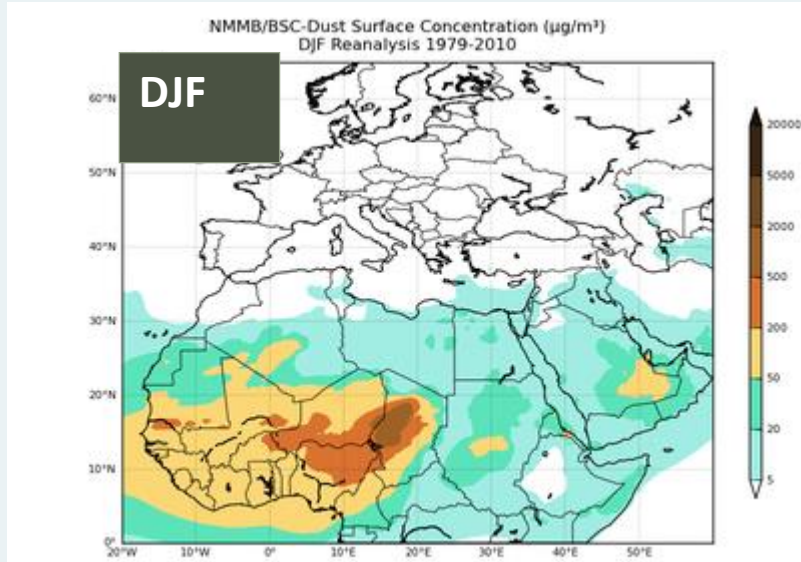 NMMB/BSC-Dust Surface Concentration (µg/m³)
DJF Reanalysis 1979-2010
DJF
60°N
50°N
40°N
30°N
20°N
10°N
0°
20°W
10°W
0°
10°E
20°E
30°E
40°E
50°E
20000
5000
2000
500
200
50
20
5